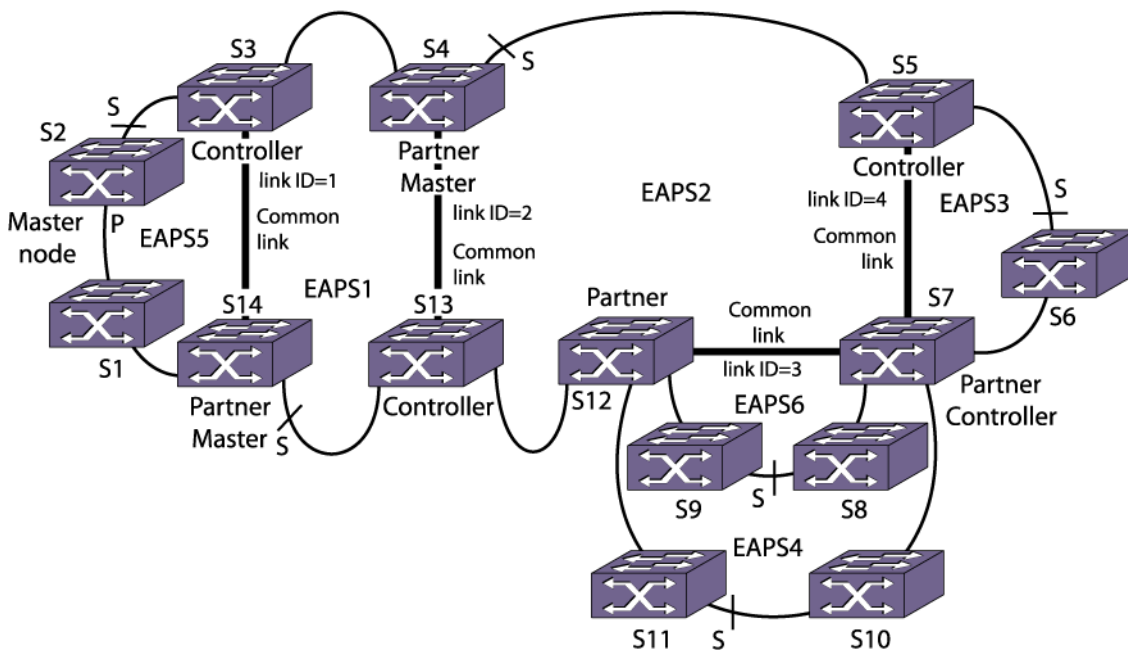 S3
S4
S
S5
S
S2
Controller
Partner
Master
Controller
link ID=1
link ID=2
link ID=4
EAPS2
EAPS3
S
Master
node
P
EAPS5
Common
link
Common
link
Common
link
S14
EAPS1
S13
Partner
S7
Common
link
S6
S1
link ID=3
Partner
Master
S
Controller
S12
EAPS6
Partner
Controller
S9
S
S8
EAPS4
S11
S
S10